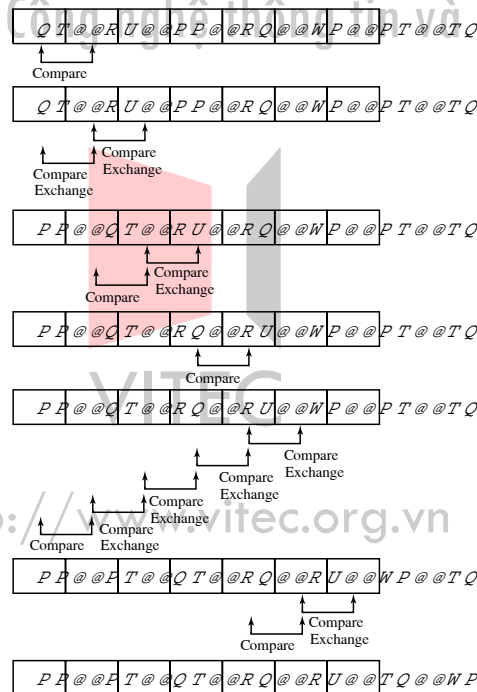 Công nghệ thông tin và
Q T @ @ R U @ @ P P @ @ R Q @ @ W P @ @ P T @ @ T Q
Compare
Q T @ @ R U @ @ P P @ @ R Q @ @ W P @ @ P T @ @ T Q
Compare
Exchange
Compare
Exchange
P P @ @ Q T @ @ R U @ @ R Q @ @ W P @ @ P T @ @ T Q
Compare
Exchange
Compare
P P @ @ Q T @ @ R Q @ @ R U @ @ W P @ @ P T @ @ T Q
Compare
VITEC
P P @ @ Q T @ @ R Q @ @ R U @ @ W P @ @ P T @ @ T Q
Compare
Exchange
Compare
Exchange
Compare
Exchange
Compare
Exchange
Compare
://www.vitec.org.vn
P P @ @ P T @ @ Q T @ @ R Q @ @ R U @ @ W P @ @ T Q
Compare
Exchange
Compare
P P @ @ P T @ @ Q T @ @ R Q @ @ R U @ @ T Q @ @ W P